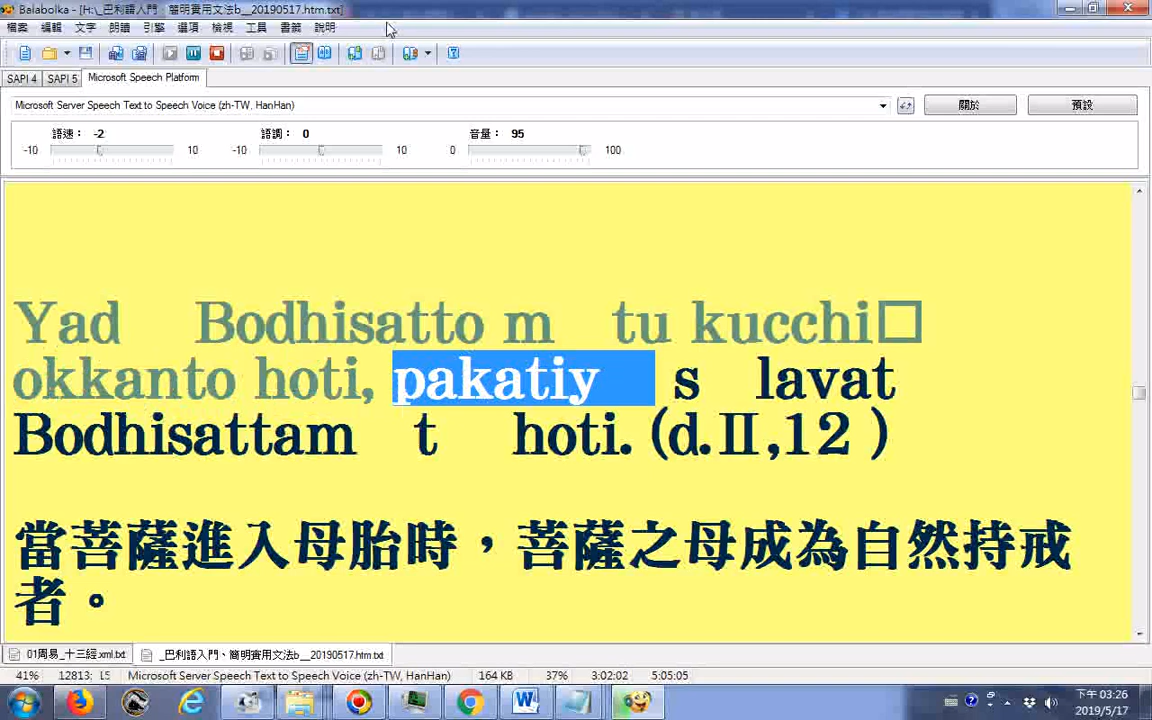 Balabolka - [H:\_巴利語入門、簡明實用文法b__20190517.htm.txt]
檔案 編輯 文字 朗讀 引擎 選項 檢視 工具 書籤 說明
SAPI 4 SAPI 5 Microsoft Speech Platform
Microsoft Server Speech Text to Speech Voice (zh-TW, HanHan) 關於 預設
語速： -2 語調： 0 音量： 95
-10 10 -10 10 0 100
Yad Bodhisatto m tu kucchi□
okkanto hoti, pakatiy s lavat
Bodhisattam t hoti. (d.II,12 )
當菩薩進入母胎時，菩薩之母成為自然持戒
者。
01周易_十三經.xml.txt _巴利語入門、簡明實用文法b__20190517.htm.txt
41% 12813: 15 Microsoft Server Speech Text to Speech Voice (zh-TW, HanHan) 164 KB 37% 3:02:02 5:05:05
下午 03:26
2019/5/17